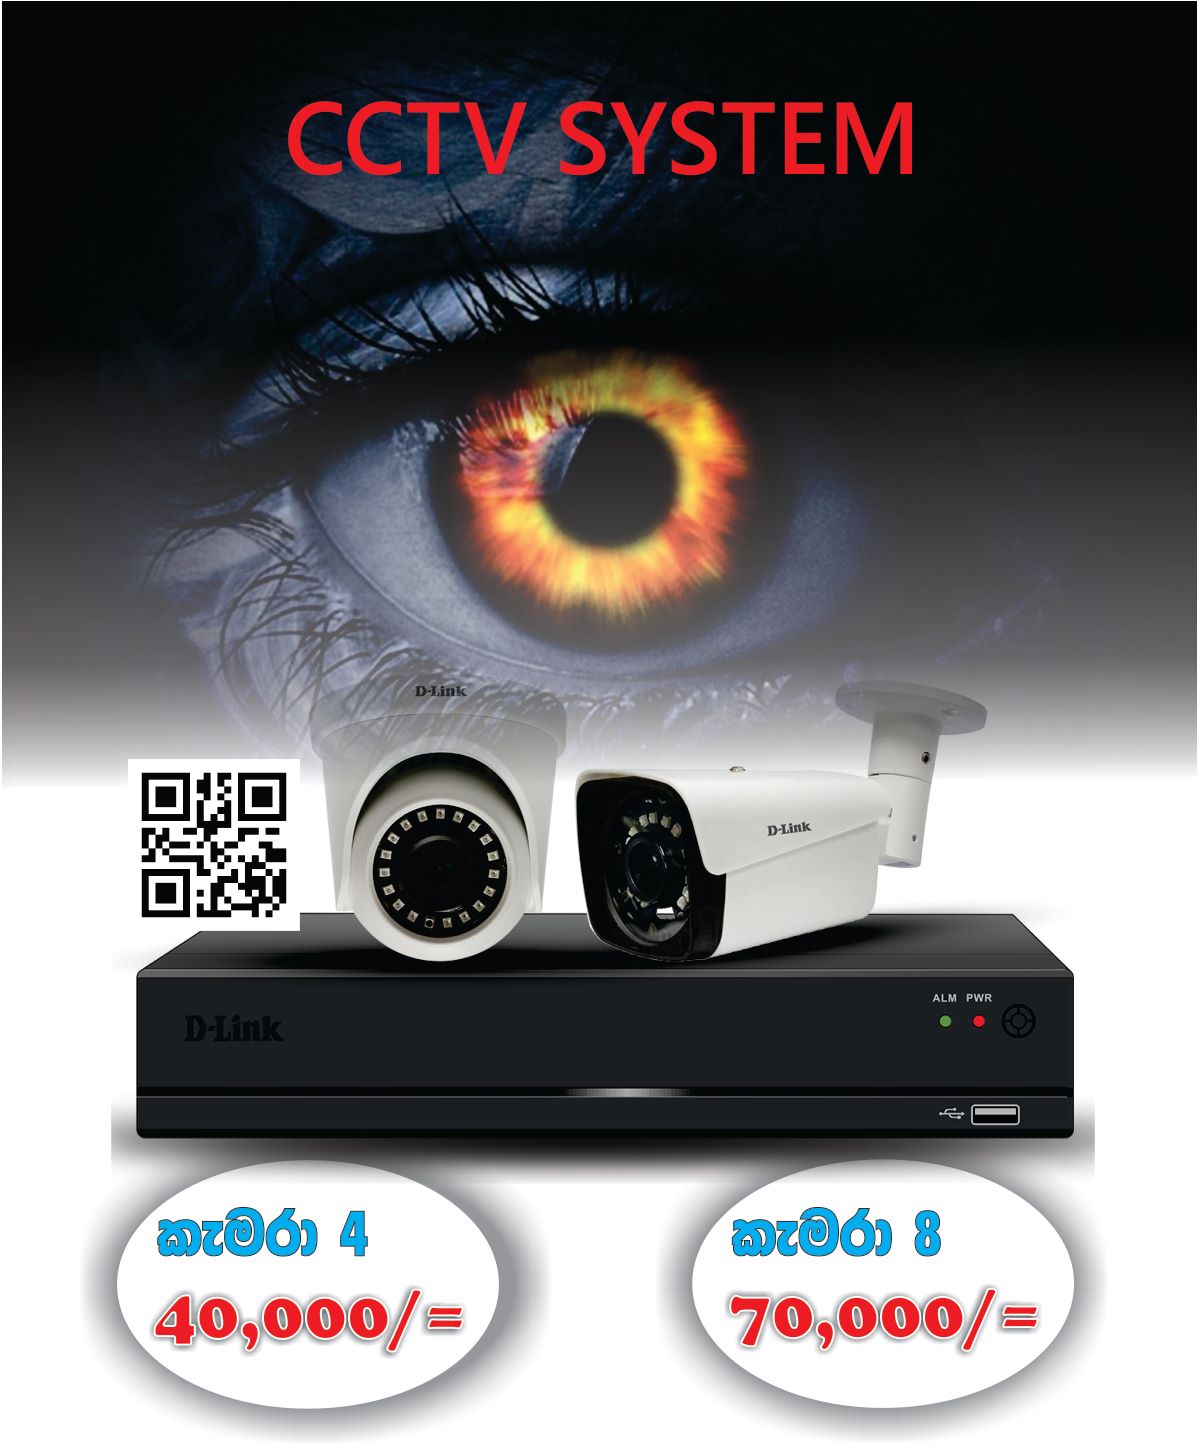 CCTV SYSTEM
D-Link
D-Link
D-Link
ALM PWR
කැමරා 4
40,000/=
කැමරා 8
70,000/=